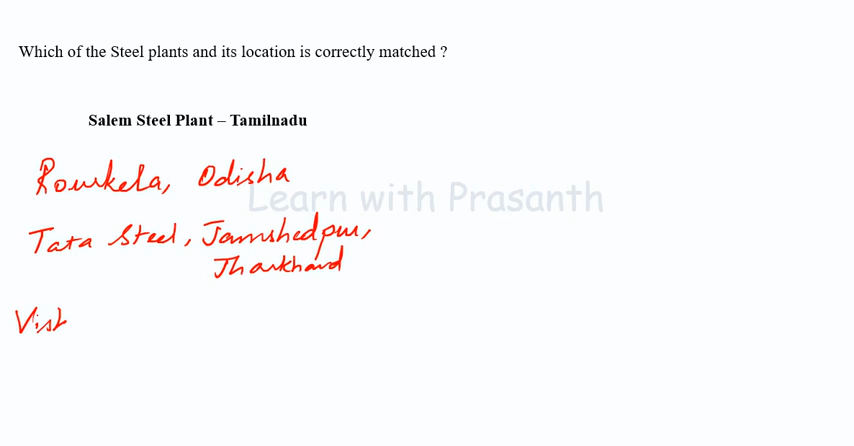 Which of the Steel plants and its location is correctly matched ?
Salem Steel Plant – Tamilnadu
Rourkela, Odisha
Learn with Prasanth
Tata Steel, Jamshedpur,
Jharkhand